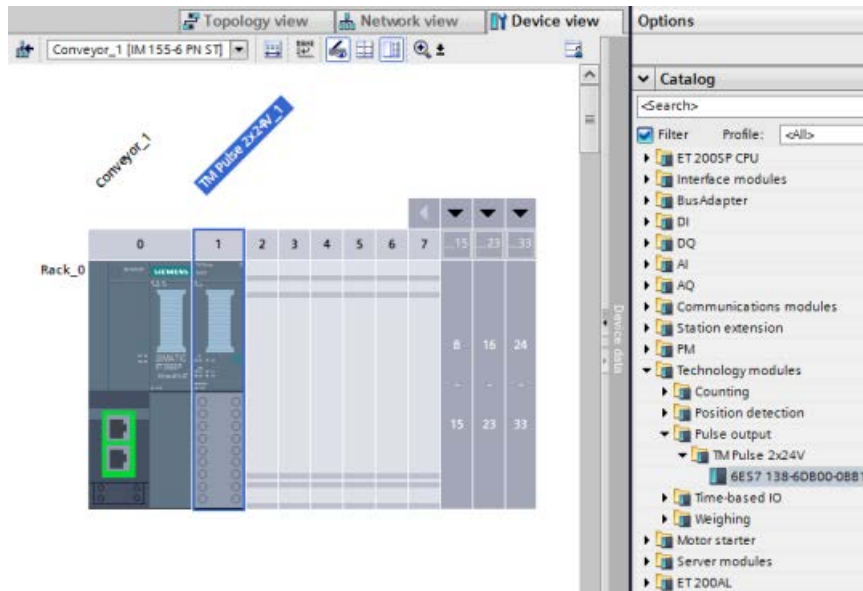 Topology view
Network view
Device view
Options
Conveyor_1 [IM 155-6 PN ST]
Catalog
<Search>
Filter
Profile:
<All>
Conveyor_1
TM Pulse 2x24V_1
0 1 2 3 4 5 6 7 ...15 ...23 ...33
Rack_0
SIEMENS
8 16 24
- - -
15 23 33
Device data
ET 200SP CPU
Interface modules
BusAdapter
DI
DQ
AI
AQ
Communications modules
Station extension
PM
Technology modules
Counting
Position detection
Pulse output
TM Pulse 2x24V
6ES7 138-6DB00-0BB1
Time-based IO
Weighing
Motor starter
Server modules
ET 200AL